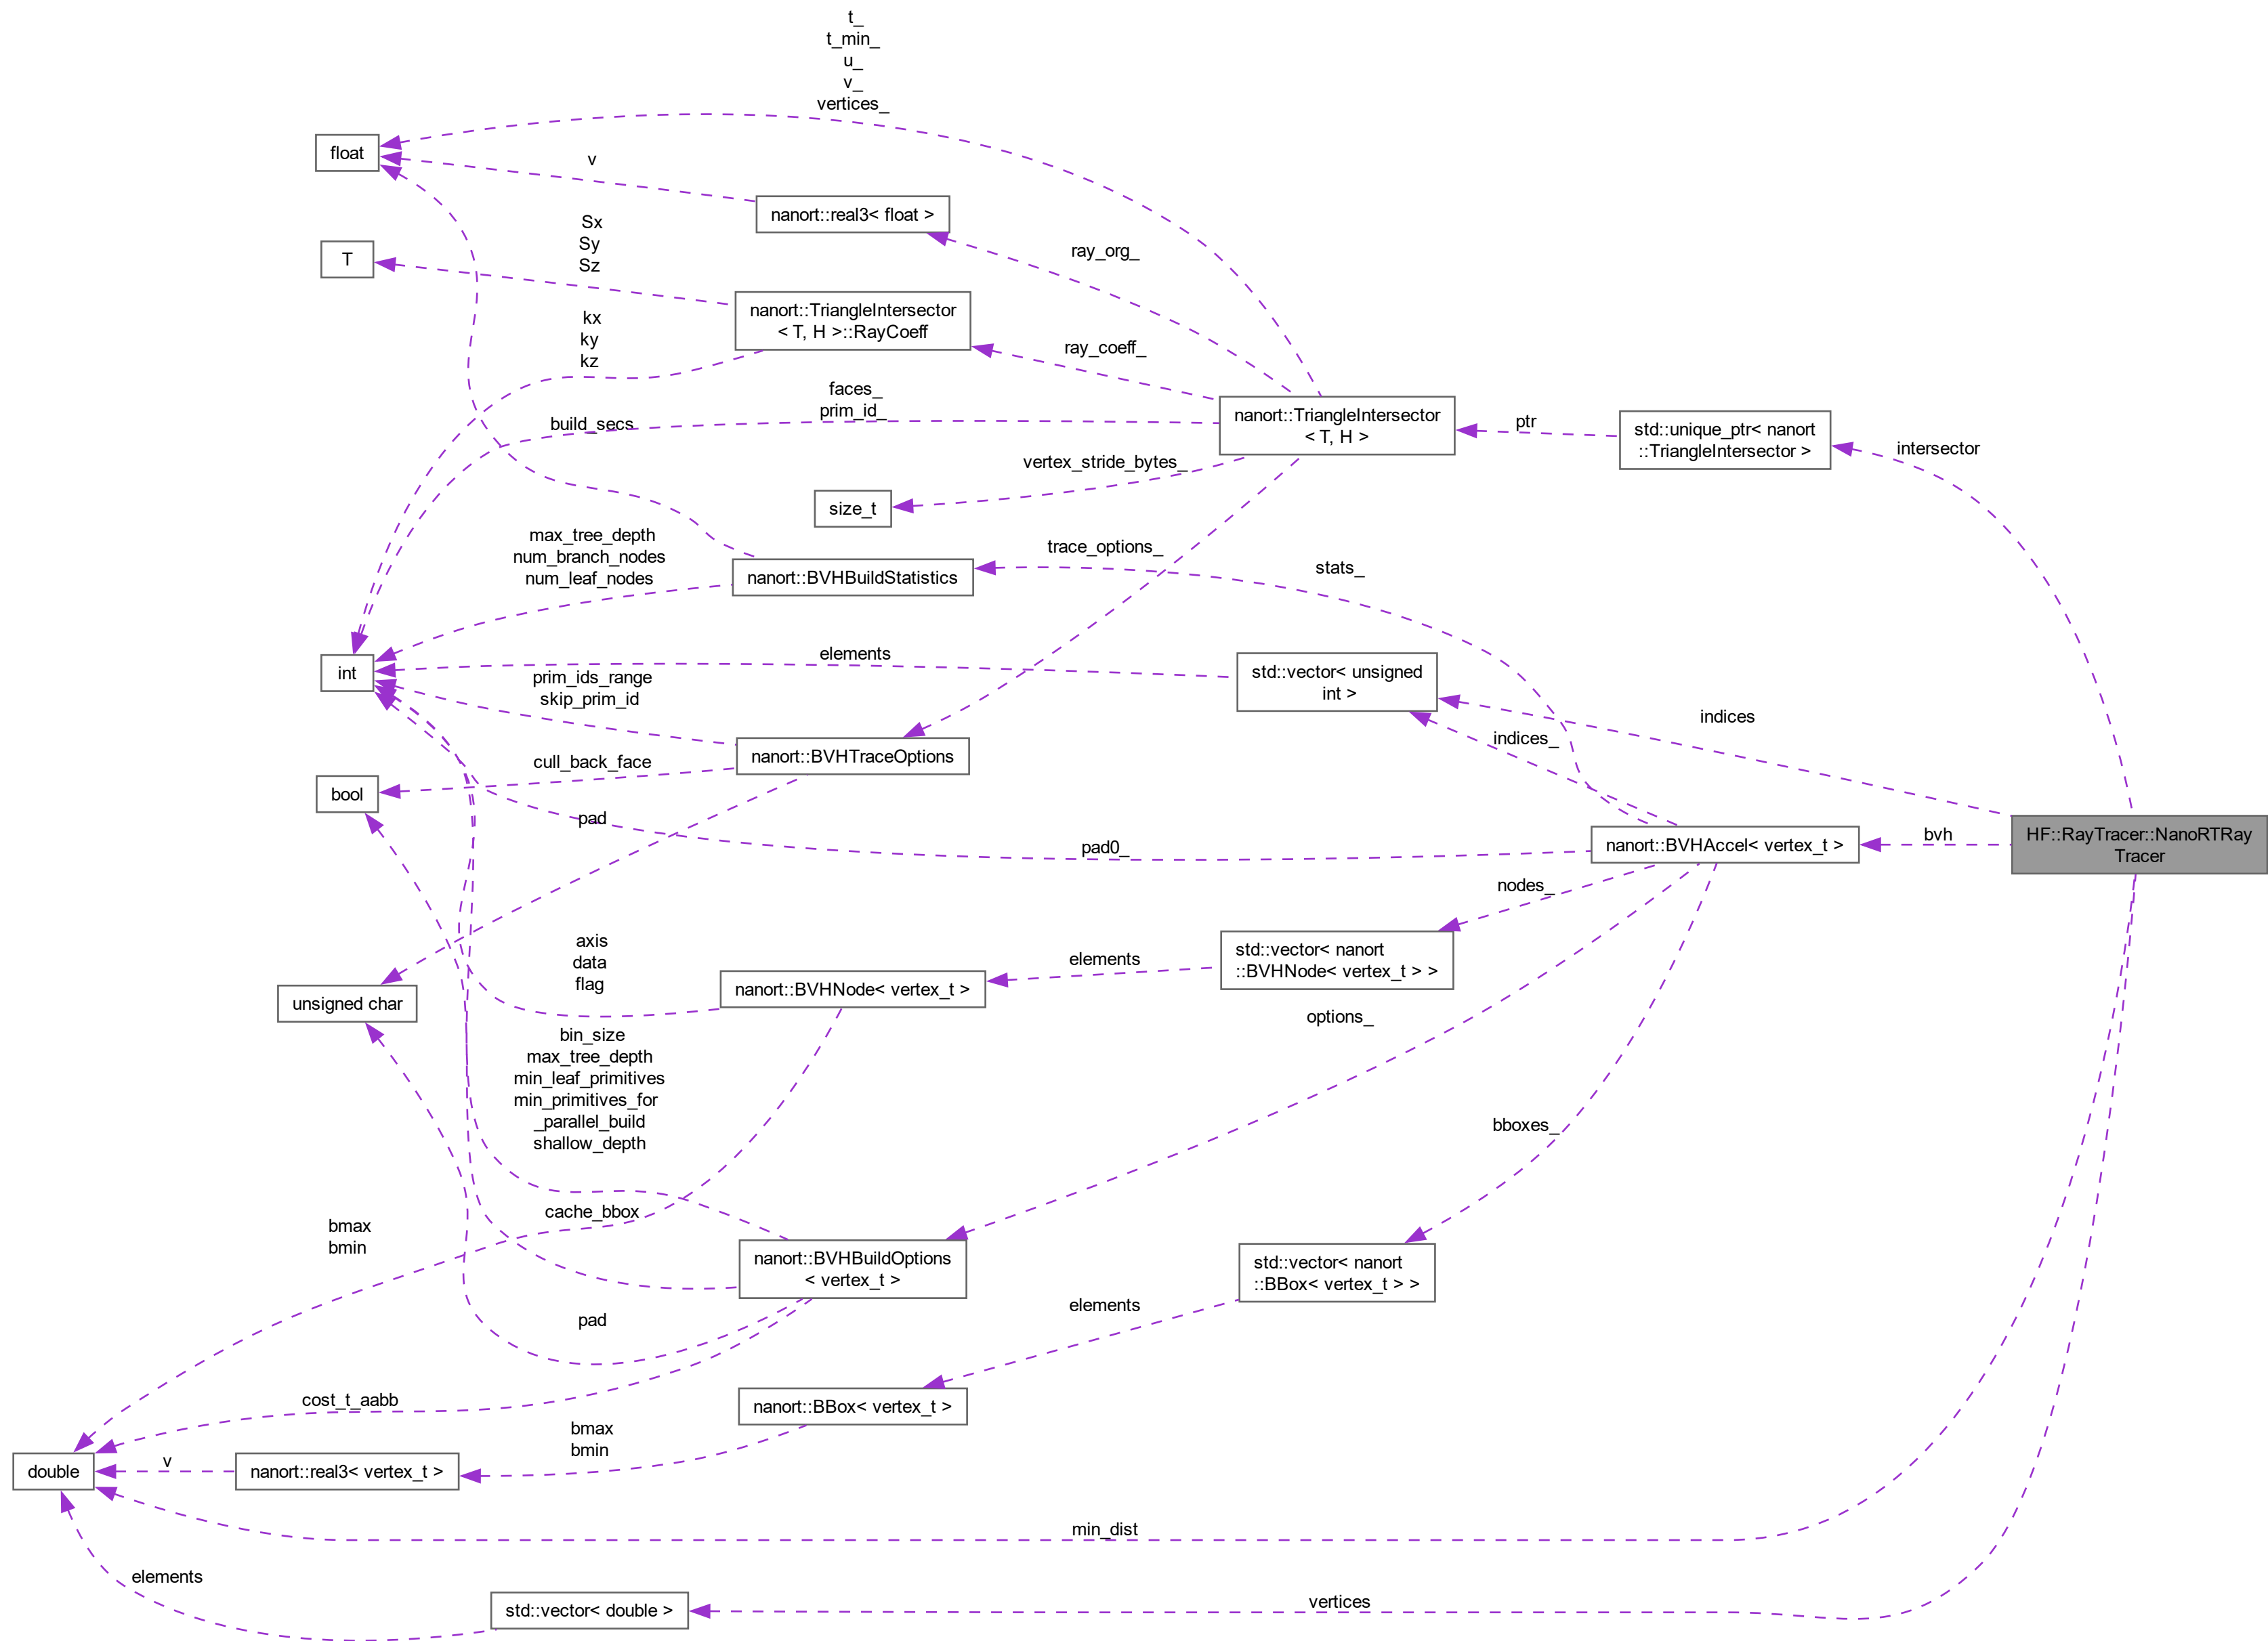 t_
t_min_
u_
v_
vertices_
float
v
nanort::real3< float >
Sx
Sy
Sz
ray_org_
T
nanort::TriangleIntersector
< T, H >::RayCoeff
kx
ky
kz
ray_coeff_
faces_
prim_id_
build_secs
nanort::TriangleIntersector
< T, H >
ptr
std::unique_ptr< nanort
::TriangleIntersector >
intersector
vertex_stride_bytes_
size_t
max_tree_depth
num_branch_nodes
num_leaf_nodes
nanort::BVHBuildStatistics
trace_options_
stats_
int
elements
std::vector< unsigned
int >
prim_ids_range
skip_prim_id
indices
indices_
nanort::BVHTraceOptions
cull_back_face
bool
pad
pad0_
nanort::BVHAccel< vertex_t >
bvh
HF::RayTracer::NanoRTRay
Tracer
nodes_
axis
data
flag
unsigned char
nanort::BVHNode< vertex_t >
elements
std::vector< nanort
::BVHNode< vertex_t > >
options_
bin_size
max_tree_depth
min_leaf_primitives
min_primitives_for
_parallel_build
shallow_depth
bboxes_
cache_bbox
bmax
bmin
nanort::BVHBuildOptions
< vertex_t >
std::vector< nanort
::BBox< vertex_t > >
pad
elements
cost_t_aabb
nanort::BBox< vertex_t >
bmax
bmin
double
v
nanort::real3< vertex_t >
min_dist
elements
std::vector< double >
vertices